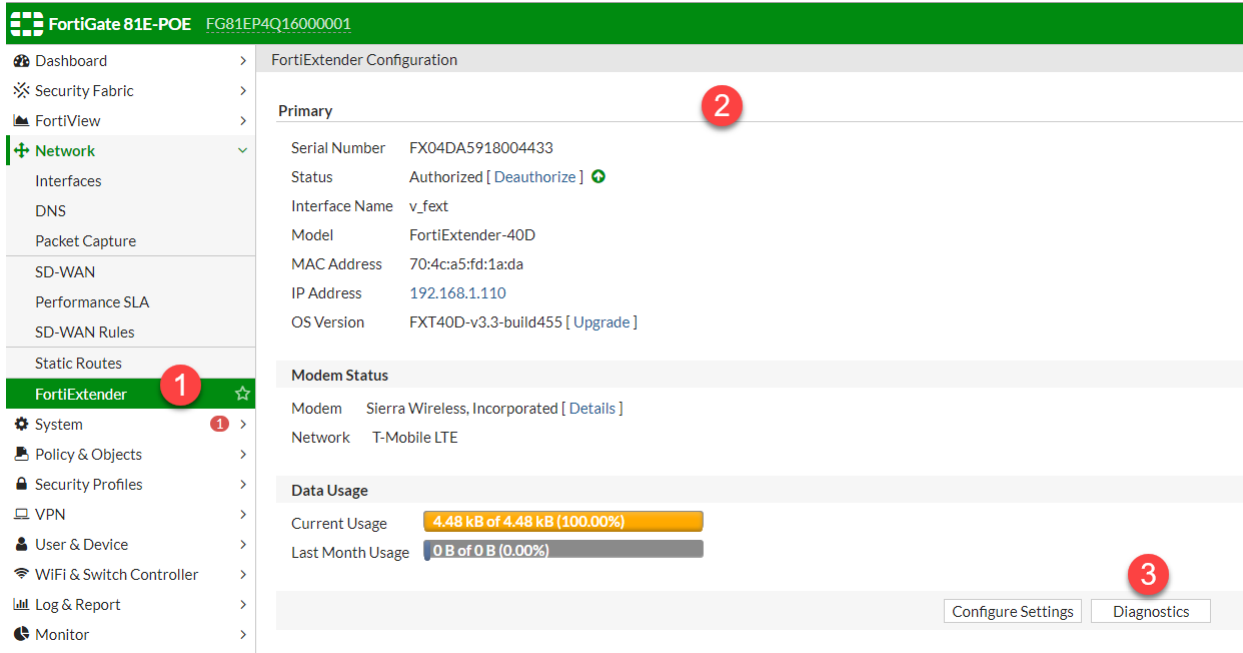 FortiGate 81E-POE FG81EP4Q16000001
Dashboard
Security Fabric
FortiView
Network
Interfaces
DNS
Packet Capture
SD-WAN
Performance SLA
SD-WAN Rules
Static Routes
FortiExtender 1
System 1
Policy & Objects
Security Profiles
VPN
User & Device
WiFi & Switch Controller
Log & Report
Monitor
FortiExtender Configuration
2
Primary
Serial Number FX04DA5918004433
Status Authorized [ Deauthorize ]
Interface Name v_fext
Model FortiExtender-40D
MAC Address 70:4c:a5:fd:1a:da
IP Address 192.168.1.110
OS Version FXT40D-v3.3-build455 [ Upgrade ]
Modem Status
Modem Sierra Wireless, Incorporated [ Details ]
Network T-Mobile LTE
Data Usage
Current Usage 4.48 kB of 4.48 kB (100.00%)
Last Month Usage 0 B of 0 B (0.00%)
3
Configure Settings Diagnostics